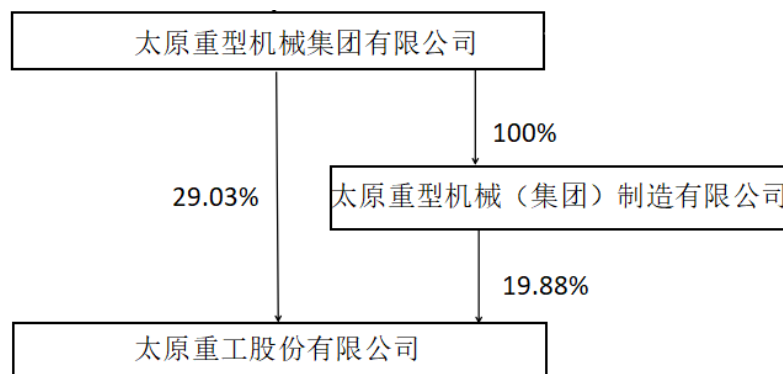 太原重型机械集团有限公司
100%
29.03%
太原重型机械（集团）制造有限公司
19.88%
太原重工股份有限公司